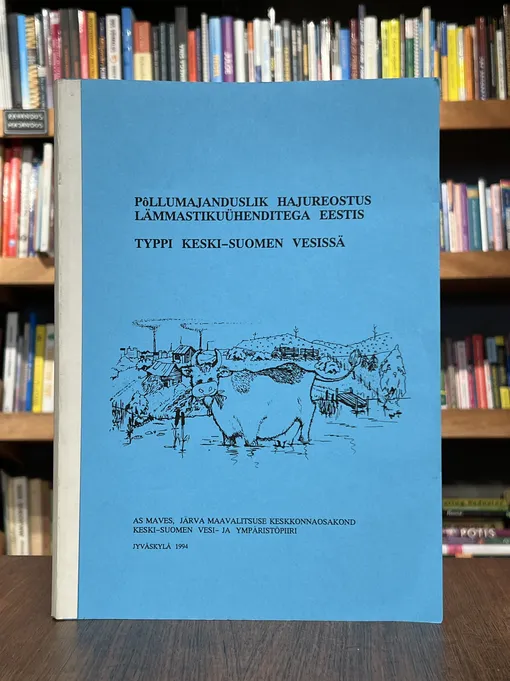 PõLLUMAJANDUSLIK HAJUREOSTUS
LÄMMASTIKUÜHENDITEGA EESTIS
TYPPI KESKI-SUOMEN VESISSÄ
AS MAVES, JÄRVA MAAVALITSUSE KESKKONNAOSAKOND
KESKI-SUOMEN VESI- JA YMPÄRISTÖPIIRI
JYVÄSKYLÄ 1994